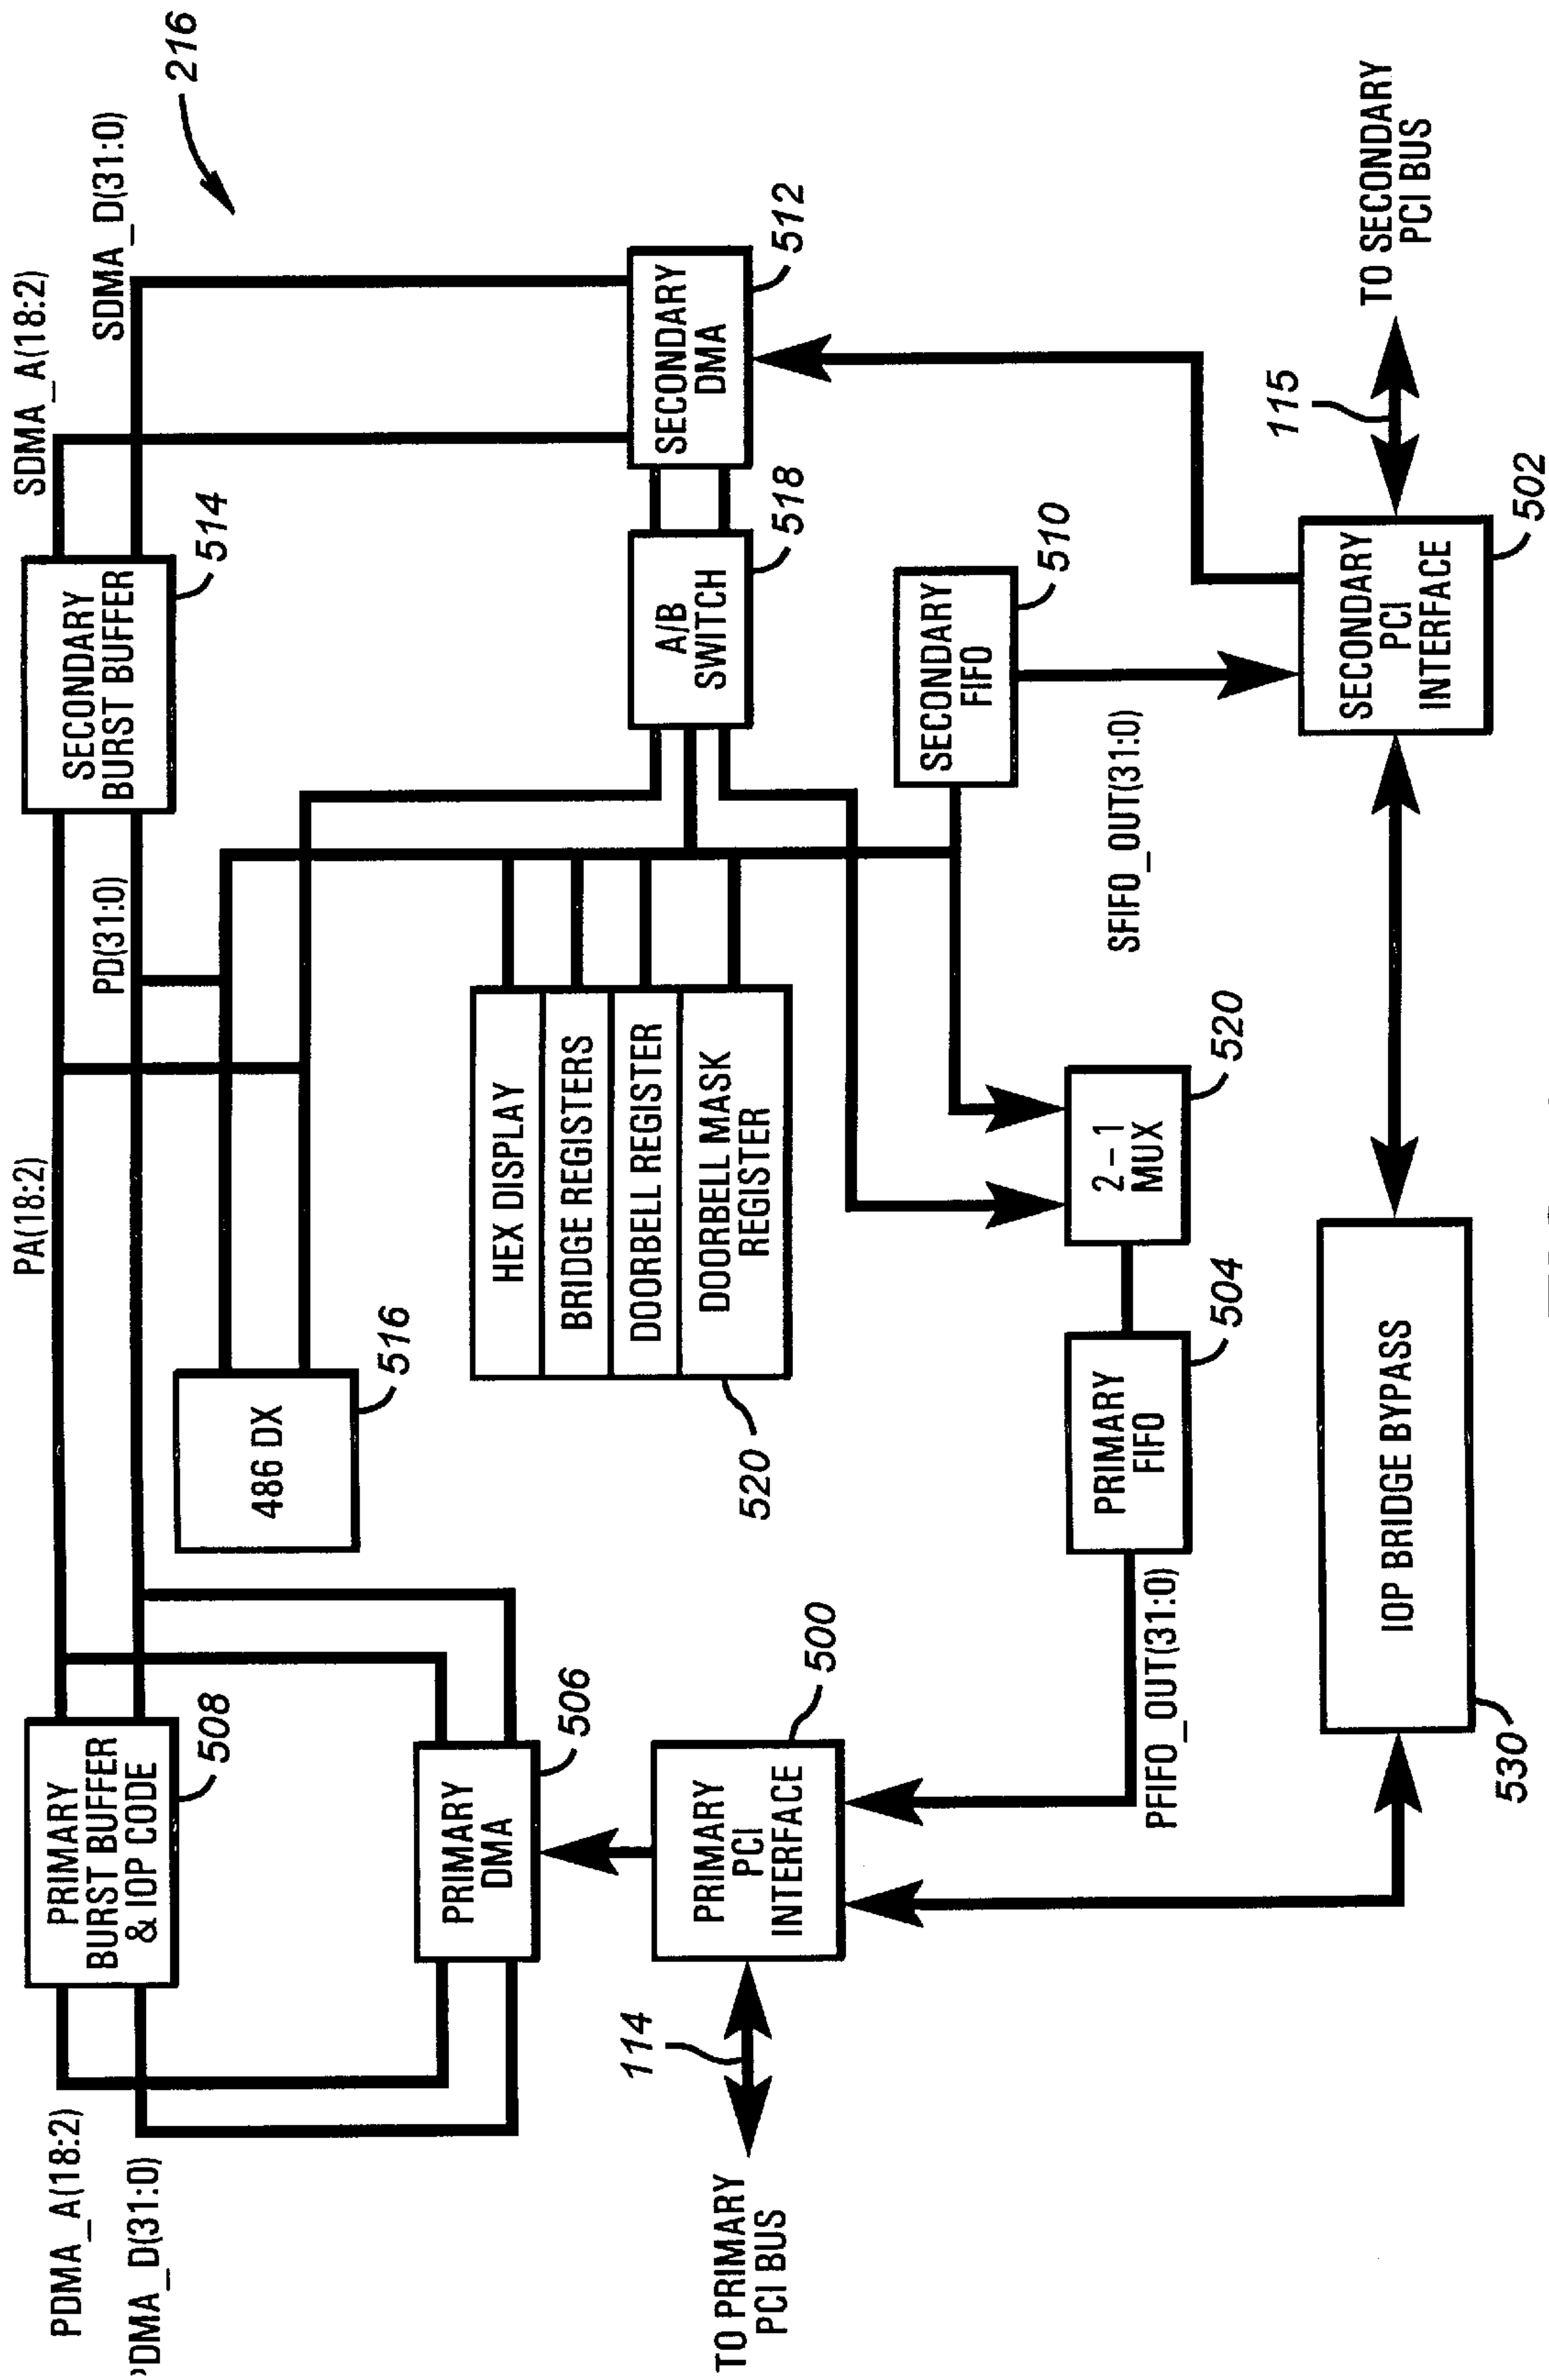 216
PDMA_A(18:2)
PDMA_D(31:0)
PRIMARY
BURST BUFFER
& IOP CODE
508
PA(18:2)
PD(31:0)
SECONDARY
BURST BUFFER
514
SDMA_A(18:2)
SDMA_D(31:0)
486 DX
516
PRIMARY
DMA
506
HEX DISPLAY
BRIDGE REGISTERS
DOORBELL REGISTER
DOORBELL MASK
REGISTER
520
A/B
SWITCH
518
SECONDARY
DMA
512
TO PRIMARY
PCI BUS
114
PRIMARY
PCI
INTERFACE
500
SECONDARY
FIFO
510
PFIFO_OUT(31:0)
PRIMARY
FIFO
504
2–1
MUX
520
SFIFO_OUT(31:0)
IOP BRIDGE BYPASS
530
SECONDARY
PCI
INTERFACE
502
115
TO SECONDARY
PCI BUS